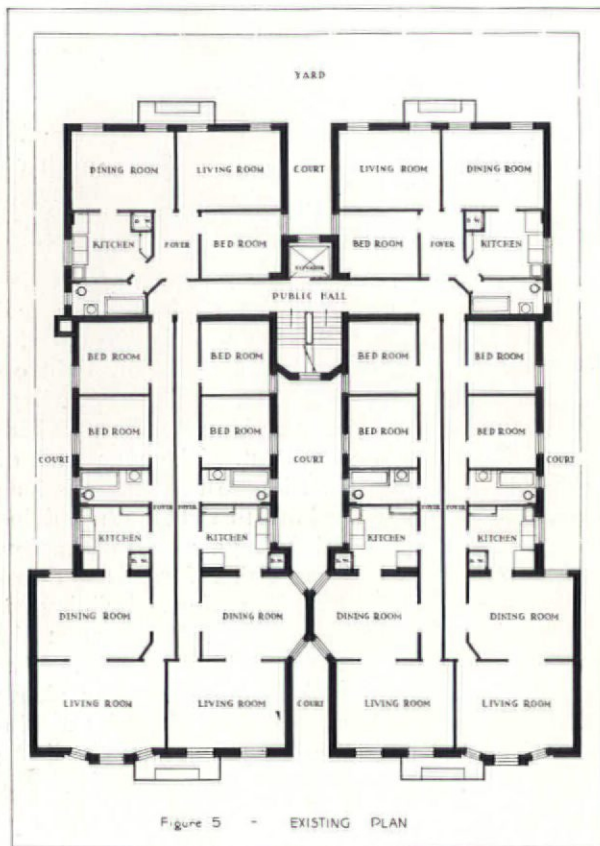 YARD
DINING ROOM LIVING ROOM COURT LIVING ROOM DINING ROOM
KITCHEN FOYER BED ROOM BED ROOM FOYER KITCHEN
ELEVATOR
PUBLIC HALL
BED ROOM BED ROOM BED ROOM BED ROOM
BED ROOM BED ROOM BED ROOM BED ROOM
COURT COURT COURT
FOYER FOYER FOYER FOYER
KITCHEN KITCHEN KITCHEN KITCHEN
DINING ROOM DINING ROOM DINING ROOM DINING ROOM
LIVING ROOM LIVING ROOM COURT LIVING ROOM LIVING ROOM
Figure 5 - EXISTING PLAN